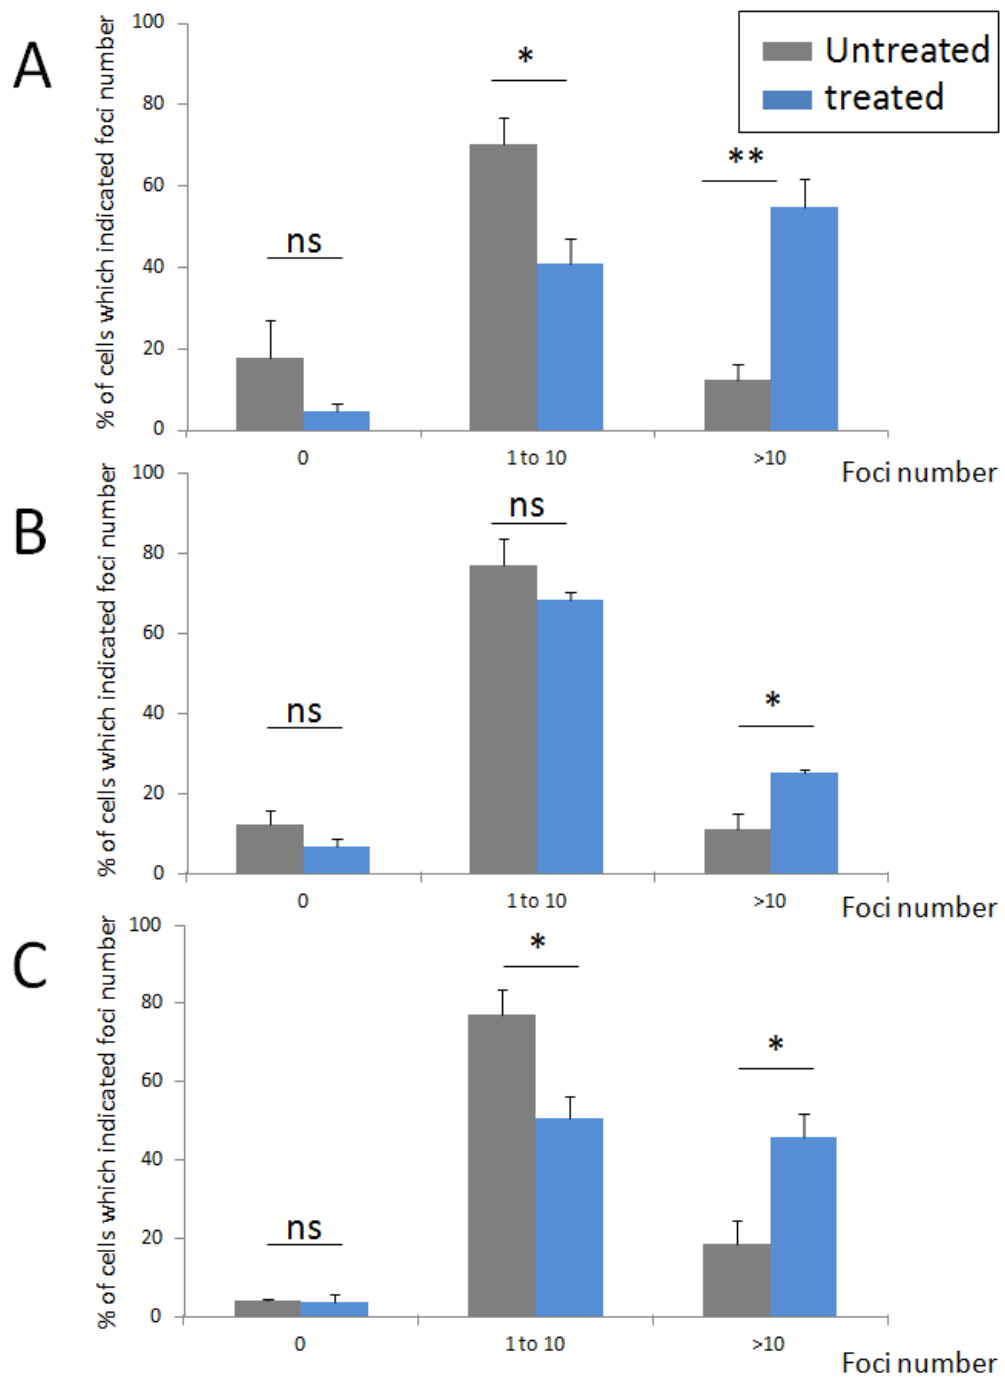 A
% of cells which indicated foci number
100
80
60
40
20
0
ns
*
**
Untreated
treated
0
1 to 10
>10
Foci number
B
% of cells which indicated foci number
100
80
60
40
20
0
ns
ns
*
0
1 to 10
>10
Foci number
C
% of cells which indicated foci number
100
80
60
40
20
0
ns
*
*
0
1 to 10
>10
Foci number